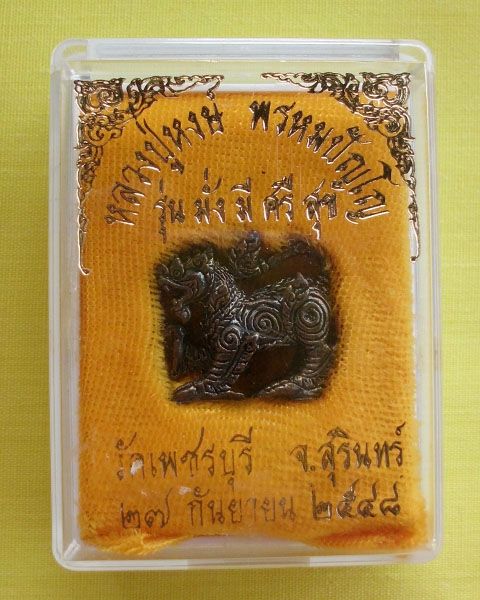 หลวงปู่หงษ์ พรหมปัญโญ
รุ่น มั่ง มี ศรี สุข
วัดเพชรบุรี จ.สุรินทร์
๒๗ กันยายน ๒๕๔๘